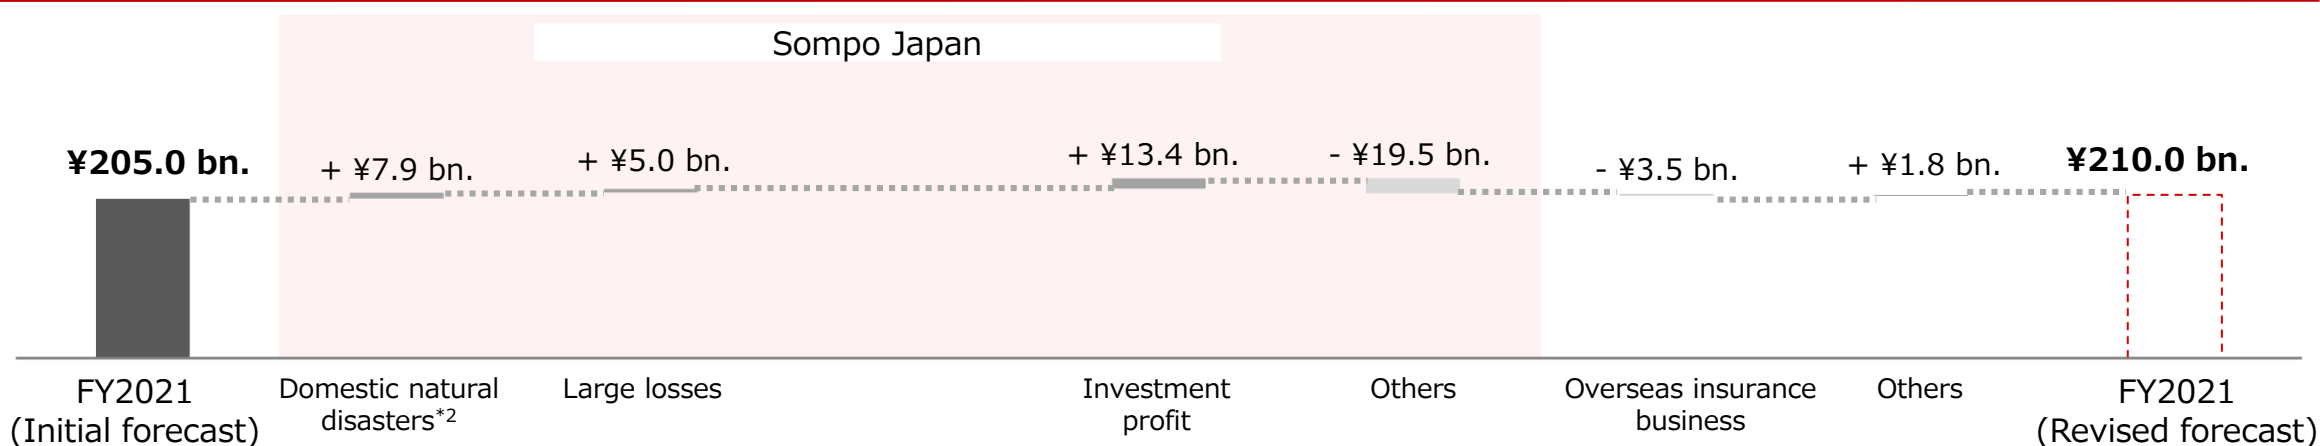 Sompo Japan
¥205.0 bn.
+ ¥7.9 bn.
+ ¥5.0 bn.
+ ¥13.4 bn.
- ¥19.5 bn.
- ¥3.5 bn.
+ ¥1.8 bn.
¥210.0 bn.
FY2021
(Initial forecast)
Domestic natural
disasters*2
Large losses
Investment
profit
Others
Overseas insurance
business
Others
FY2021
(Revised forecast)